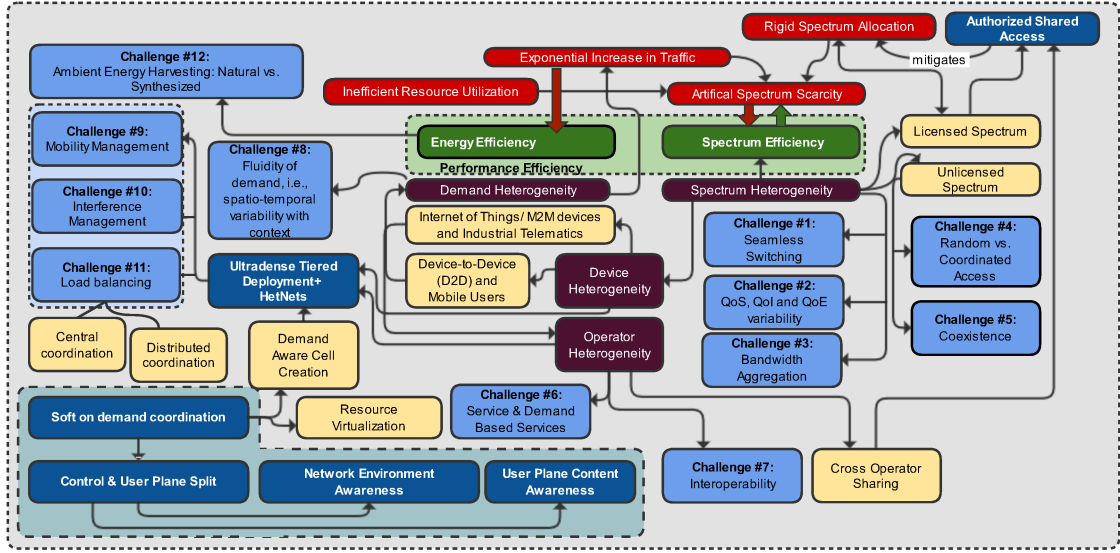 Rigid Spectrum Allocation
Authorized Shared
Access
Challenge #12:
Ambient Energy Harvesting: Natural vs.
Synthesized
Exponential Increase in Traffic
mitigates
Inefficient Resource Utilization
Artifical Spectrum Scarcity
Challenge #9:
Mobility Management
Energy Efficiency
Spectrum Efficiency
Performance Efficiency
Licensed Spectrum
Challenge #8:
Fluidity of
demand, i.e.,
spatio-temporal
variability with
context
Unlicensed
Spectrum
Challenge #10:
Interference
Management
Demand Heterogeneity
Spectrum Heterogeneity
Internet of Things/ M2M devices
and Industrial Telematics
Challenge #1:
Seamless
Switching
Challenge #4:
Random vs.
Coordinated
Access
Challenge #11:
Load balancing
Ultradense Tiered
Deployment+
HetNets
Device-to-Device
(D2D) and
Mobile Users
Device
Heterogeneity
Challenge #2:
QoS, QoI and QoE
variability
Challenge #5:
Coexistence
Central
coordination
Distributed
coordination
Demand
Aware Cell
Creation
Operator
Heterogeneity
Challenge #3:
Bandwidth
Aggregation
Soft on demand coordination
Resource
Virtualization
Challenge #6:
Service & Demand
Based Services
Control & User Plane Split
Network Environment
Awareness
User Plane Content
Awareness
Challenge #7:
Interoperability
Cross Operator
Sharing